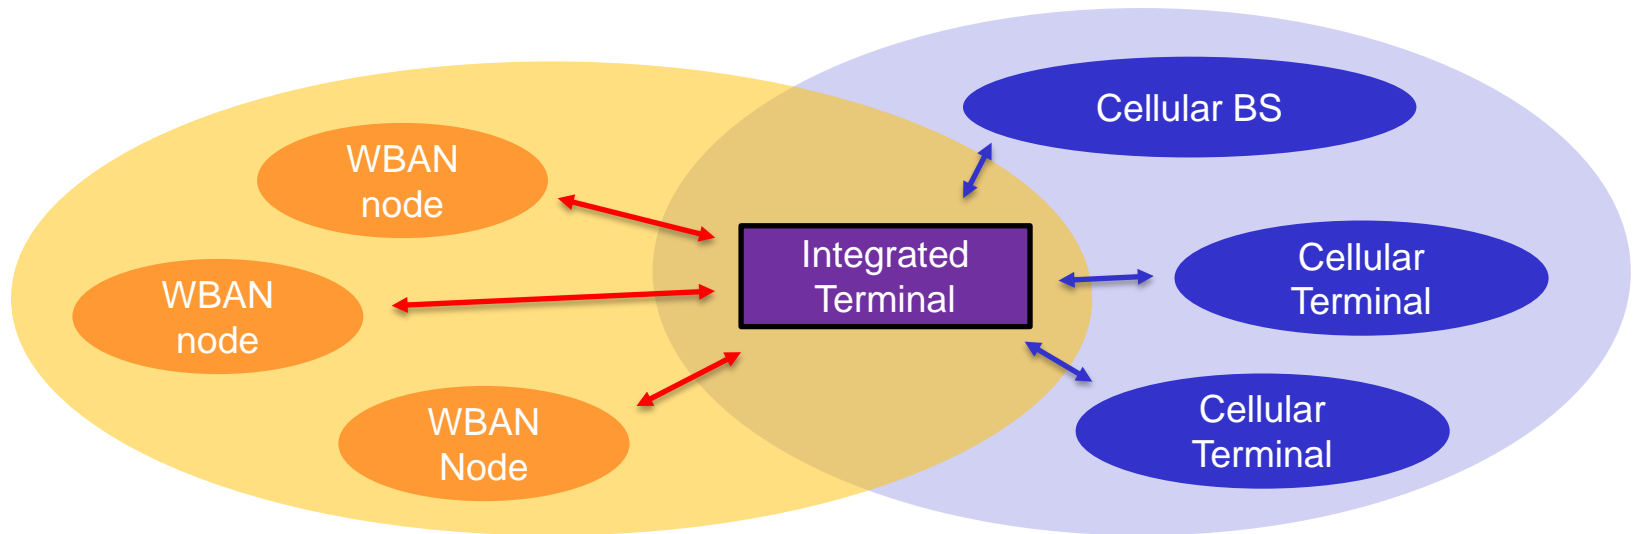 Cellular BS
WBAN
node
Integrated
Terminal
Cellular
Terminal
WBAN
node
WBAN
Node
Cellular
Terminal